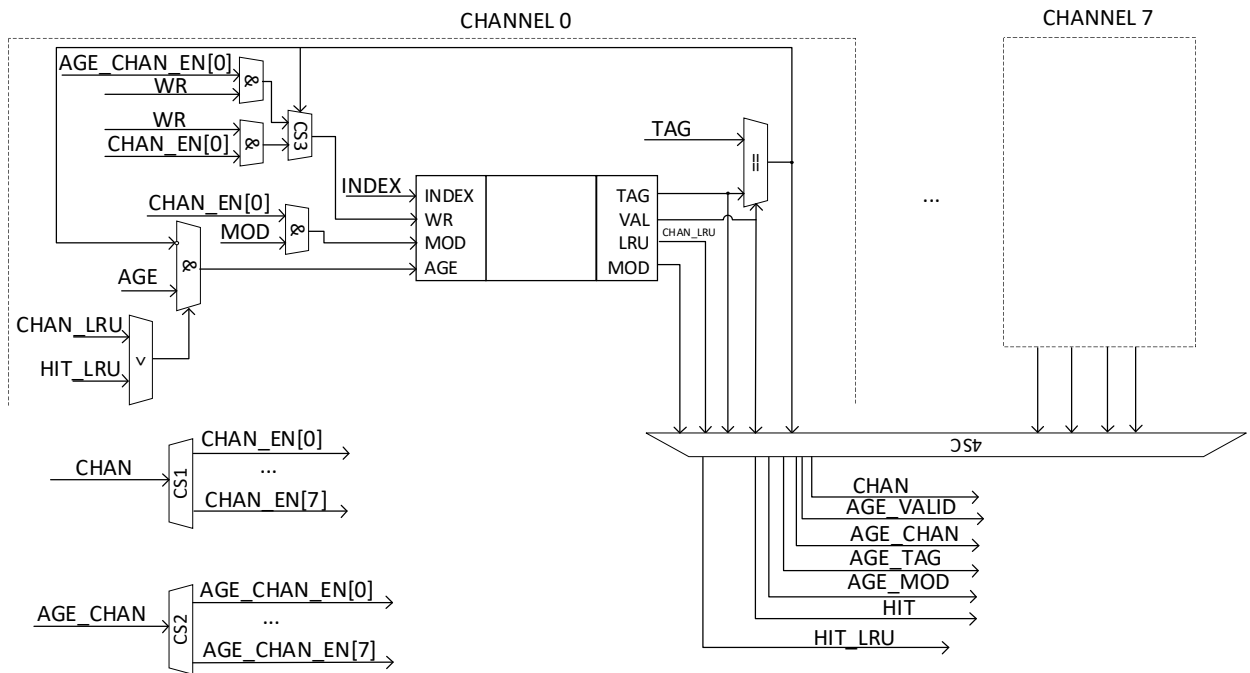 CHANNEL 0
CHANNEL 7
AGE_CHAN_EN[0]
WR
&
WR
CHAN_EN[0]
&
CS3
TAG
==
INDEX
INDEX
TAG
CHAN_EN[0]
WR
VAL
MOD
&
MOD
LRU
CHAN_LRU
&
AGE
AGE
MOD
...
CHAN_LRU
HIT_LRU
>
CHAN
CS1
CHAN_EN[0]
...
CHAN_EN[7]
4SC
CHAN
AGE_VALID
AGE_CHAN
AGE_TAG
AGE_MOD
HIT
HIT_LRU
AGE_CHAN
CS2
AGE_CHAN_EN[0]
...
AGE_CHAN_EN[7]